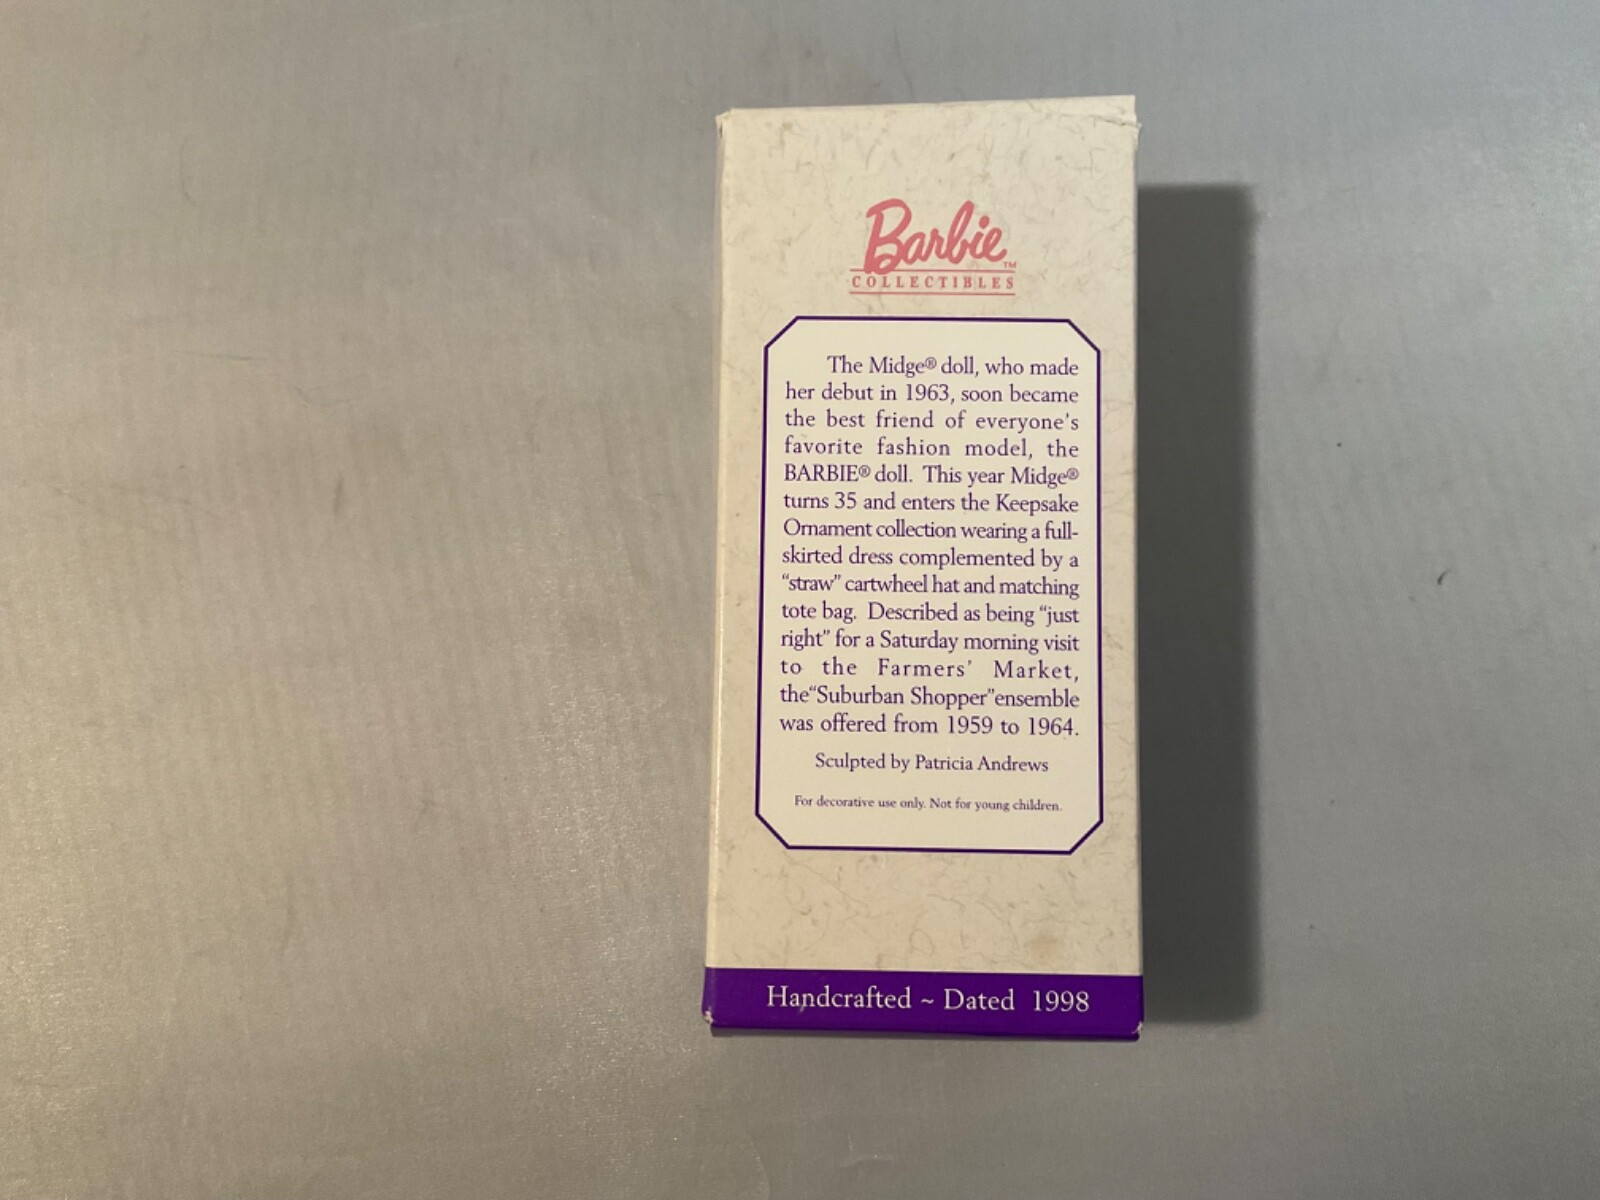 Barbie™
COLLECTIBLES
The Midge® doll, who made
her debut in 1963, soon became
the best friend of everyone's
favorite fashion model, the
BARBIE® doll. This year Midge®
turns 35 and enters the Keepsake
Ornament collection wearing a full-
skirted dress complemented by a
"straw" cartwheel hat and matching
tote bag. Described as being "just
right" for a Saturday morning visit
to the Farmers' Market,
the"Suburban Shopper"ensemble
was offered from 1959 to 1964.
Sculpted by Patricia Andrews
For decorative use only. Not for young children.
Handcrafted ~ Dated 1998